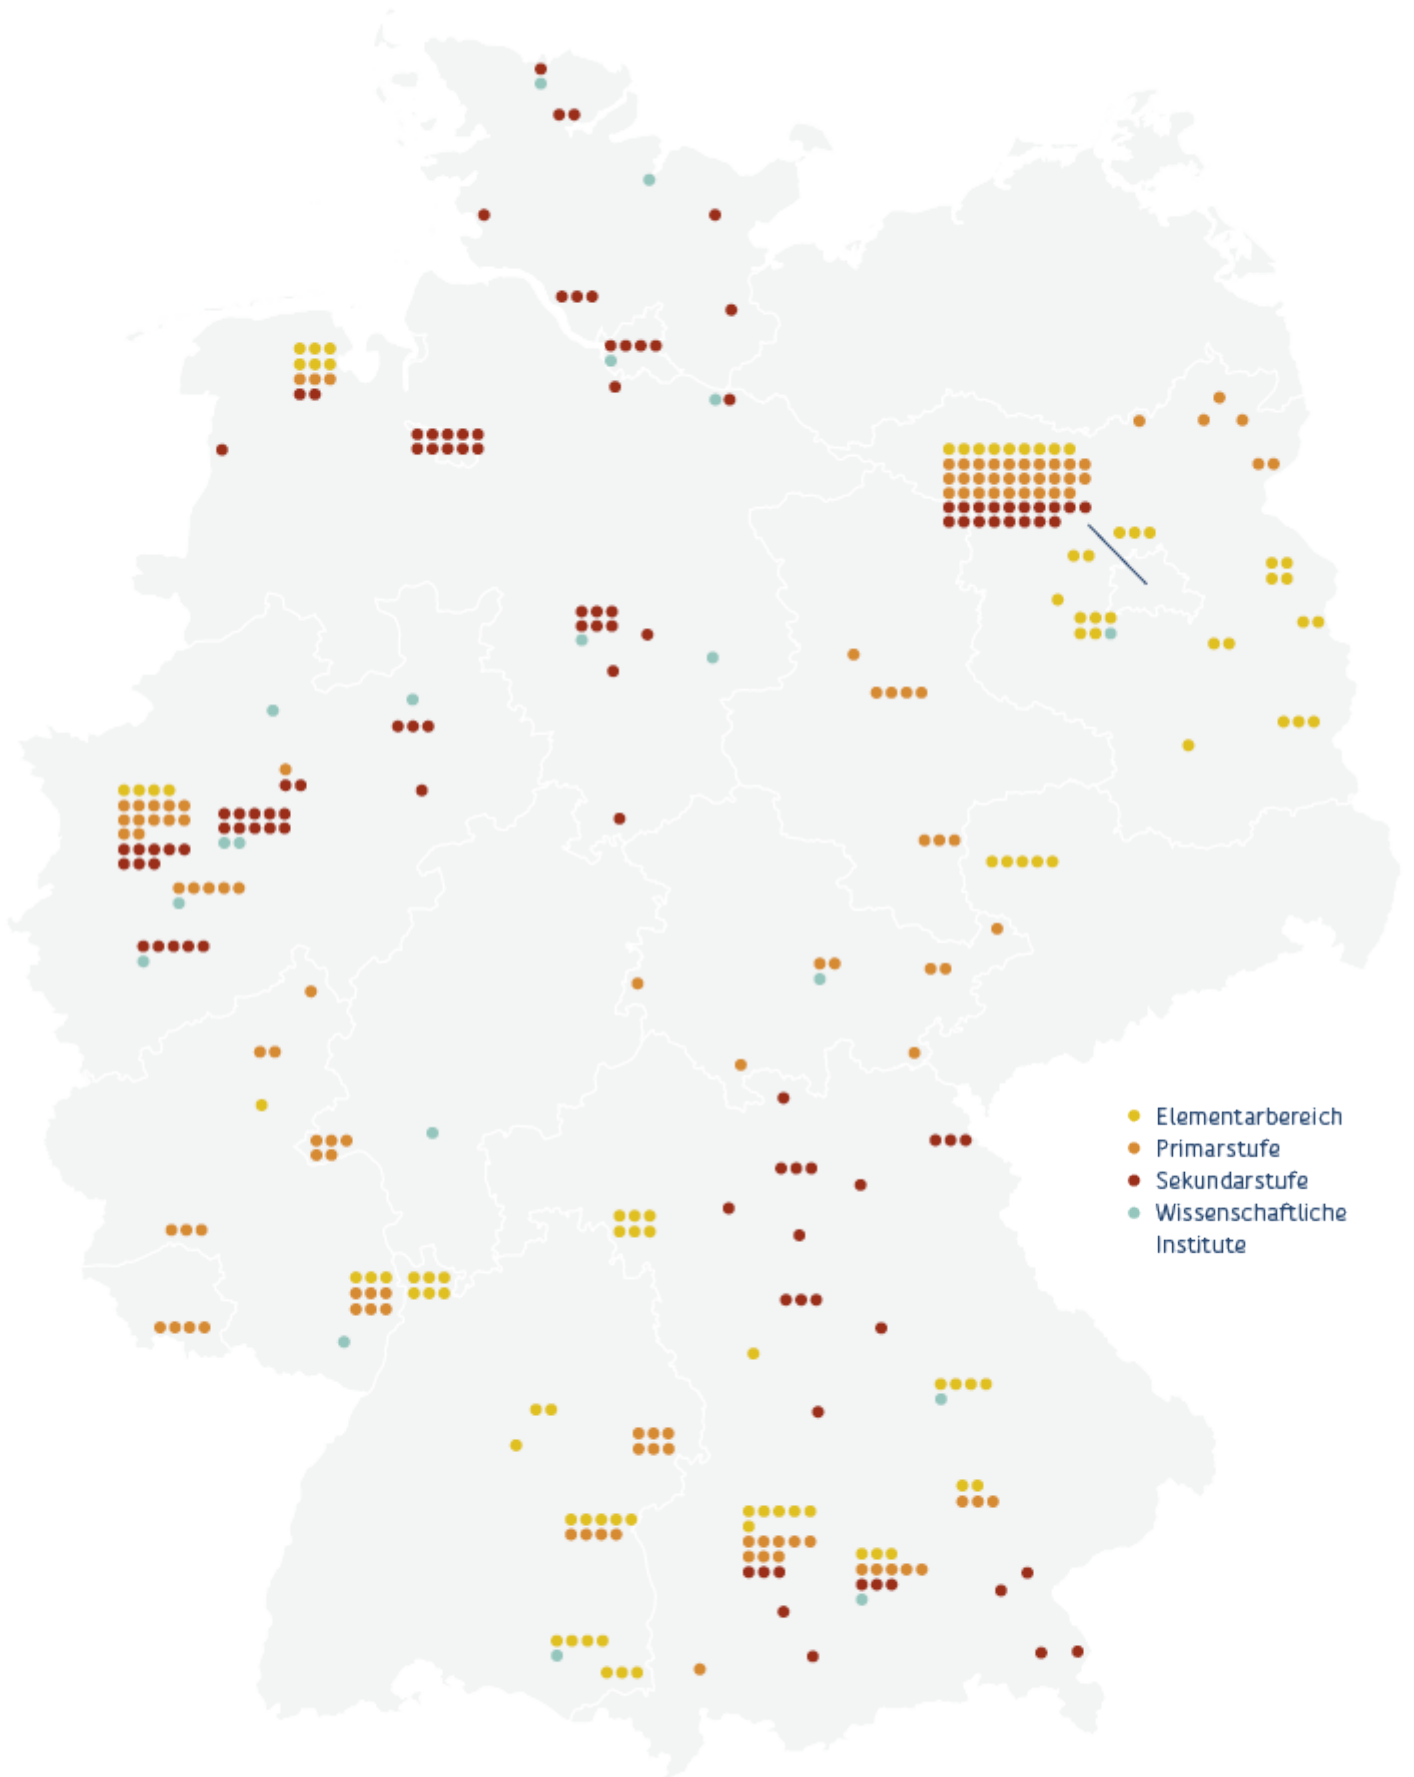 Elementarbereich
Primarstufe
Sekundarstufe
Wissenschaftliche
Institute